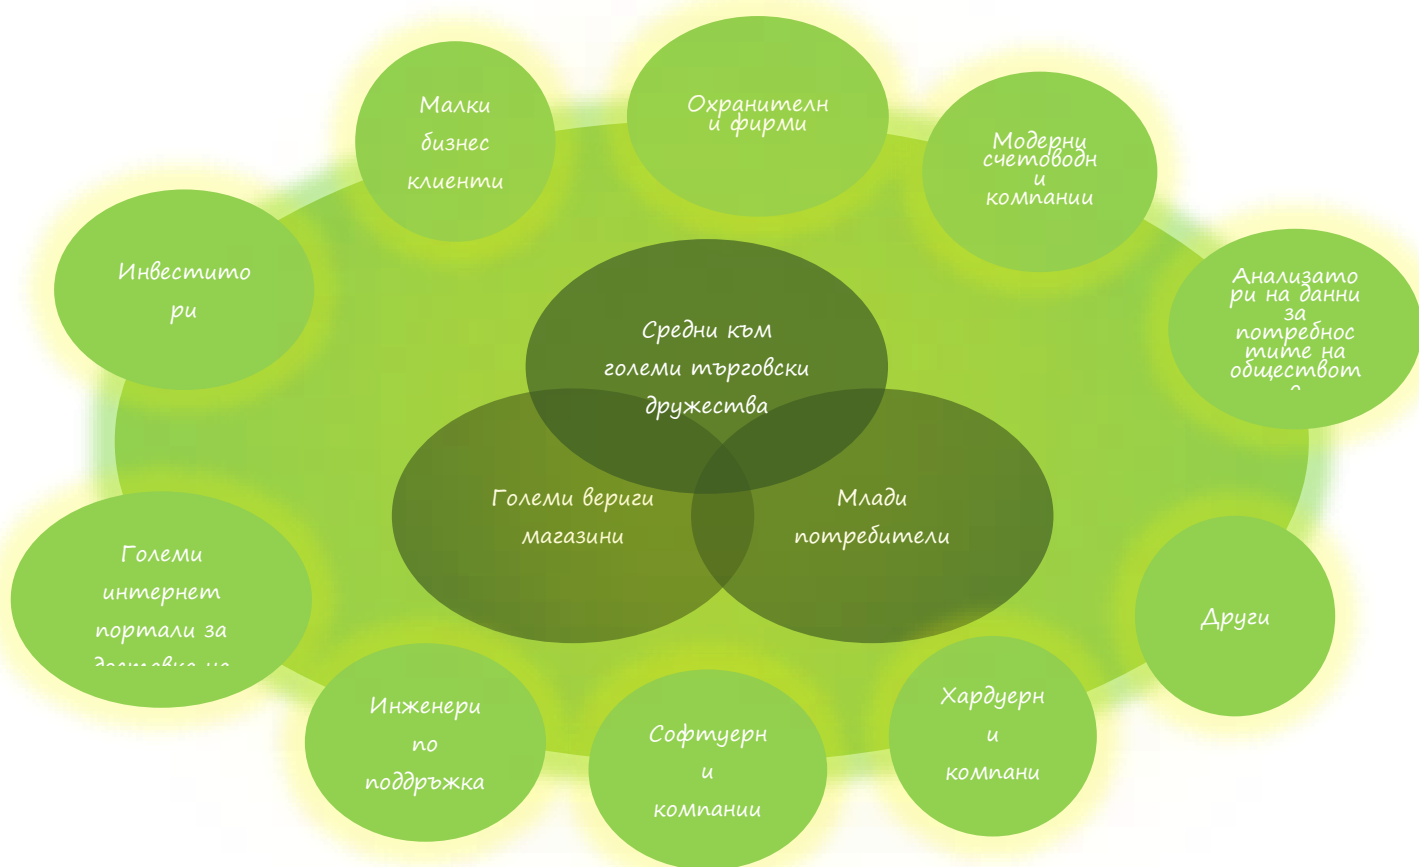 Малки
бизнес
клиенти
Охранителн
и фирми
Модерни
счетоводн
и
компании
Инвестито
ри
Анализато
ри на данни
за
потребнос
тите на
обществот
Средни към
големи търговски
дружества
Големи вериги
магазини
Млади
потребители
Големи
интернет
портали за
Други
Инженери
по
поддръжка
Софтуерн
и
компании
Хардуерн
и
компани